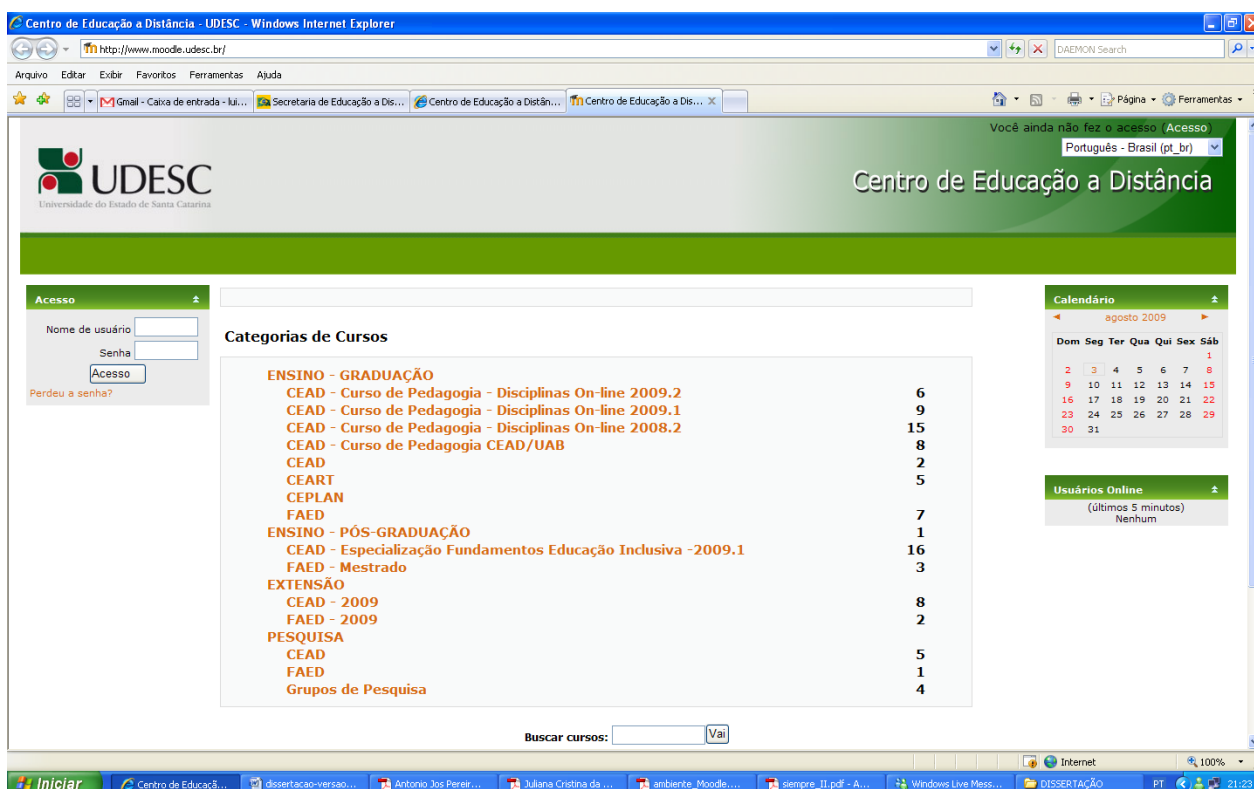 Centro de Educação a Distância - UDESC - Windows Internet Explorer
http://www.moodle.udesc.br/
DAEMON Search
Arquivo Editar Exibir Favoritos Ferramentas Ajuda
Gmail - Caixa de entrada - lui... Secretaria de Educação a Dis... Centro de Educação a Distân... Centro de Educação a Dis... Página Ferramentas
Você ainda não fez o acesso (Acesso)
Português - Brasil (pt_br)
UDESC
Universidade do Estado de Santa Catarina
Centro de Educação a Distância
Acesso
Nome de usuário
Senha
Acesso
Perdeu a senha?
Categorias de Cursos
ENSINO - GRADUAÇÃO
CEAD - Curso de Pedagogia - Disciplinas On-line 2009.2 6
CEAD - Curso de Pedagogia - Disciplinas On-line 2009.1 9
CEAD - Curso de Pedagogia - Disciplinas On-line 2008.2 15
CEAD - Curso de Pedagogia CEAD/UAB 8
CEAD 2
CEART 5
CEPLAN
FAED 7
ENSINO - PÓS-GRADUAÇÃO 1
CEAD - Especialização Fundamentos Educação Inclusiva -2009.1 16
FAED - Mestrado 3
EXTENSÃO
CEAD - 2009 8
FAED - 2009 2
PESQUISA
CEAD 5
FAED 1
Grupos de Pesquisa 4
Buscar cursos: Vai
Calendário
agosto 2009
Dom Seg Ter Qua Qui Sex Sáb
1
2 3 4 5 6 7 8
9 10 11 12 13 14 15
16 17 18 19 20 21 22
23 24 25 26 27 28 29
30 31
Usuários Online
(últimos 5 minutos)
Nenhum
Internet 100%
Iniciar Centro de Educaçã... dissertacao-versao... Antonio Jos Pereir... Juliana Cristina da ... ambiente_Moodle.... siempre_II.pdf - A... Windows Live Mess... DISSERTAÇÃO PT 21:23